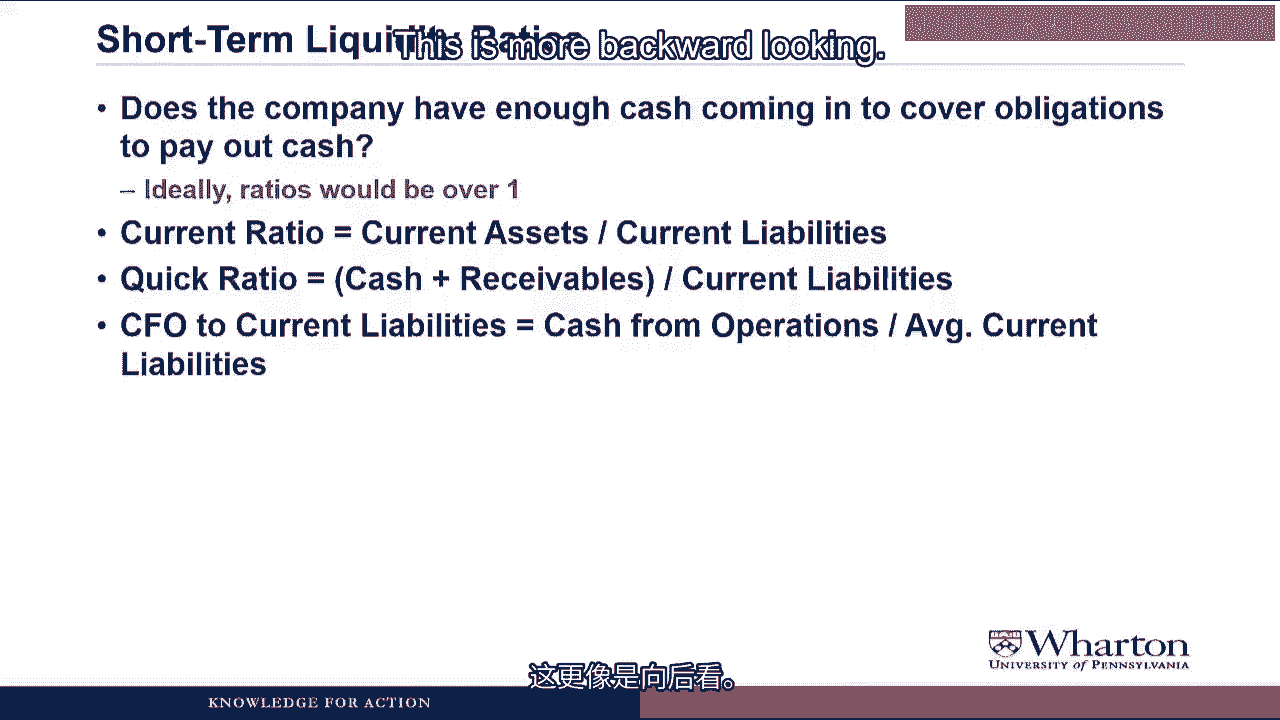 Short-Term Liquidity Ratios
This is more backward looking.
• Does the company have enough cash coming in to cover obligations
to pay out cash?
– Ideally, ratios would be over 1
• Current Ratio = Current Assets / Current Liabilities
• Quick Ratio = (Cash + Receivables) / Current Liabilities
• CFO to Current Liabilities = Cash from Operations / Avg. Current
Liabilities
Wharton
UNIVERSITY of PENNSYLVANIA
这更像是向后看。
KNOWLEDGE FOR ACTION